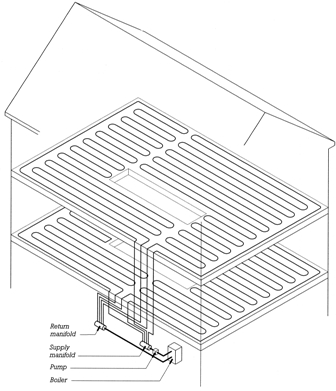 Return
manifold
Supply
manifold
Pump
Boiler